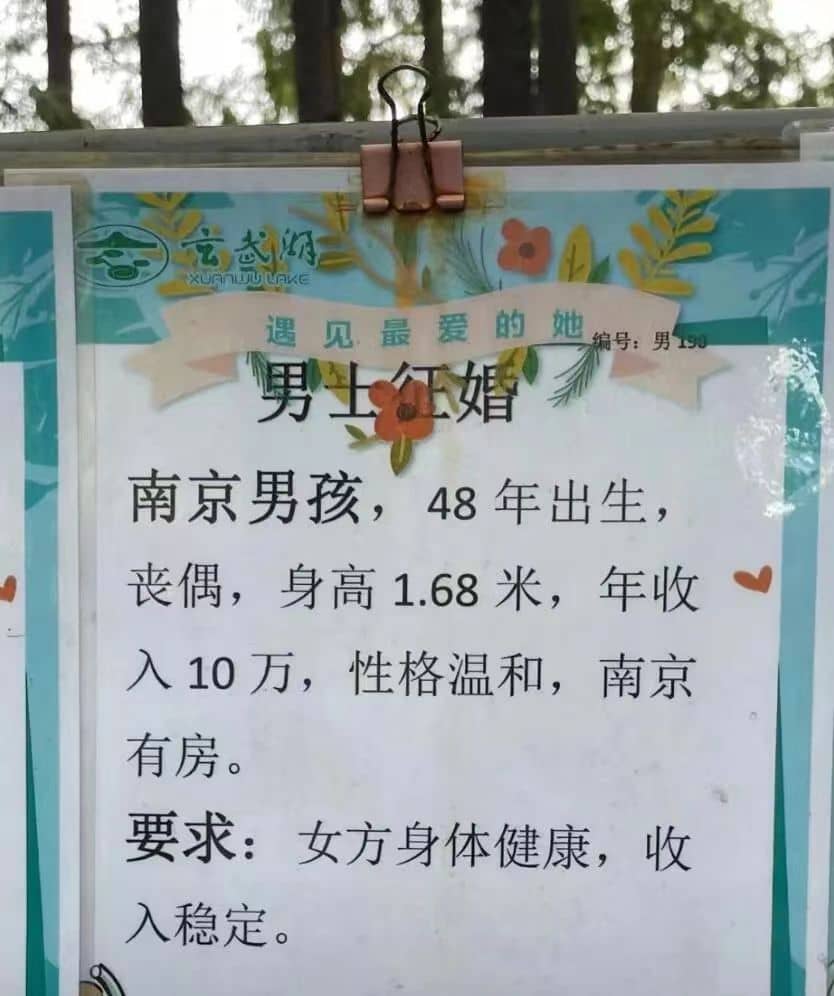 玄武湖
XUANWU LAKE
遇见最爱的她
编号：男 190
男士征婚
南京男孩，48 年出生，
丧偶，身高 1.68 米，年收
入 10 万，性格温和，南京
有房。
要求：女方身体健康，收
入稳定。